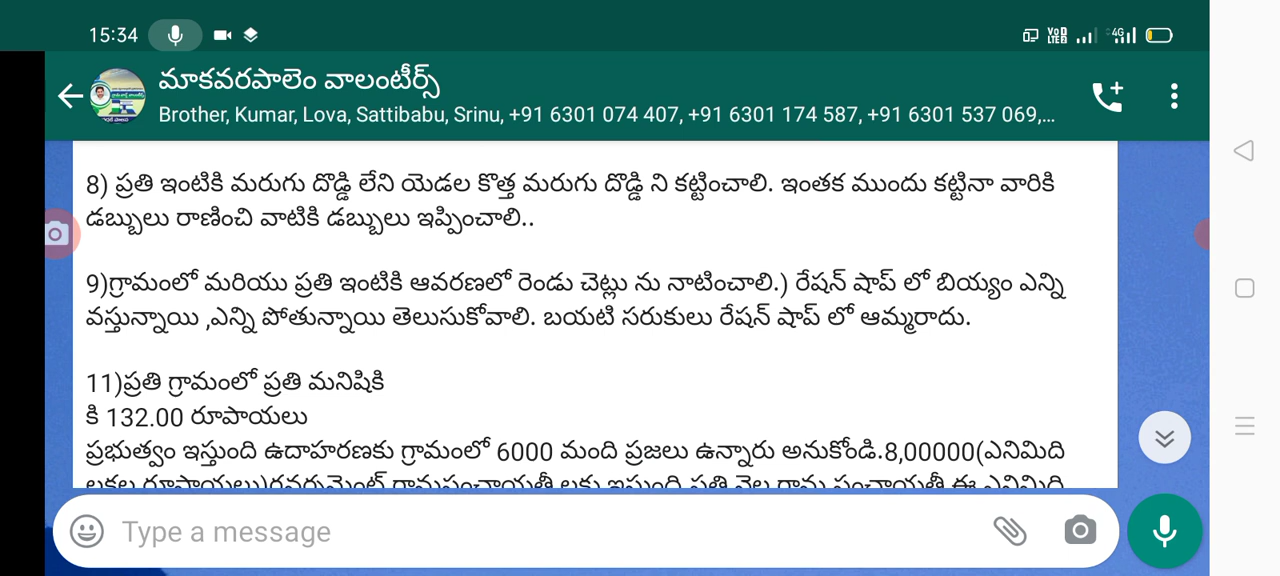 15:34
మాకవరపాలెం వాలంటీర్స్
Brother, Kumar, Lova, Sattibabu, Srinu, +91 6301 074 407, +91 6301 174 587, +91 6301 537 069,...
8) ప్రతి ఇంటికి మరుగు దొడ్డి లేని యెడల కొత్త మరుగు దొడ్డి ని కట్టించాలి. ఇంతక ముందు కట్టినా వారికి
డబ్బులు రాణించి వాటికి డబ్బులు ఇప్పించాలి..
9)గ్రామంలో మరియు ప్రతి ఇంటికి ఆవరణలో రెండు చెట్లు ను నాటించాలి.) రేషన్ షాప్ లో బియ్యం ఎన్ని
వస్తున్నాయి ,ఎన్ని పోతున్నాయి తెలుసుకోవాలి. బయటి సరుకులు రేషన్ షాప్ లో ఆమ్మరాదు.
11)ప్రతి గ్రామంలో ప్రతి మనిషికి
కి 132.00 రూపాయలు
ప్రభుత్వం ఇస్తుంది ఉదాహరణకు గ్రామంలో 6000 మంది ప్రజలు ఉన్నారు అనుకోండి.8,00000(ఎనిమిది
Type a message